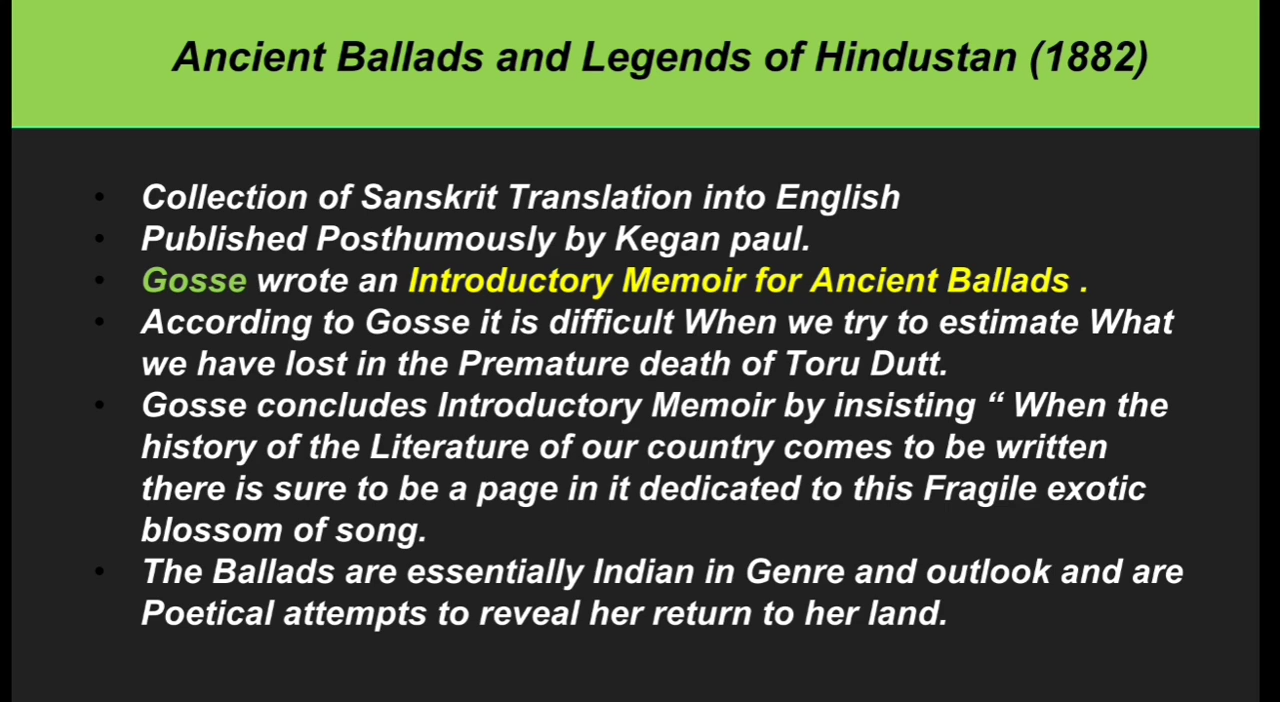 Ancient Ballads and Legends of Hindustan (1882)
• Collection of Sanskrit Translation into English
• Published Posthumously by Kegan paul.
• Gosse wrote an Introductory Memoir for Ancient Ballads .
• According to Gosse it is difficult When we try to estimate What
we have lost in the Premature death of Toru Dutt.
• Gosse concludes Introductory Memoir by insisting “ When the
history of the Literature of our country comes to be written
there is sure to be a page in it dedicated to this Fragile exotic
blossom of song.
• The Ballads are essentially Indian in Genre and outlook and are
Poetical attempts to reveal her return to her land.